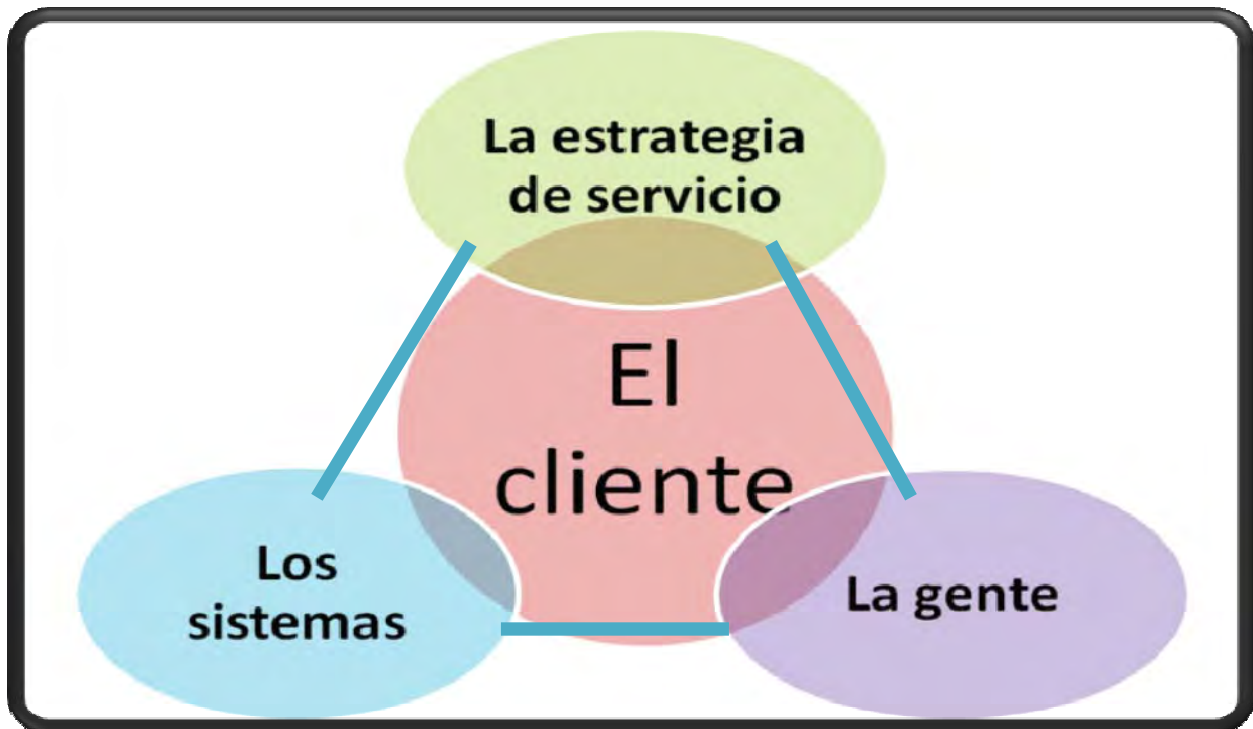 La estrategia
de servicio
El
cliente
Los
sistemas
La gente